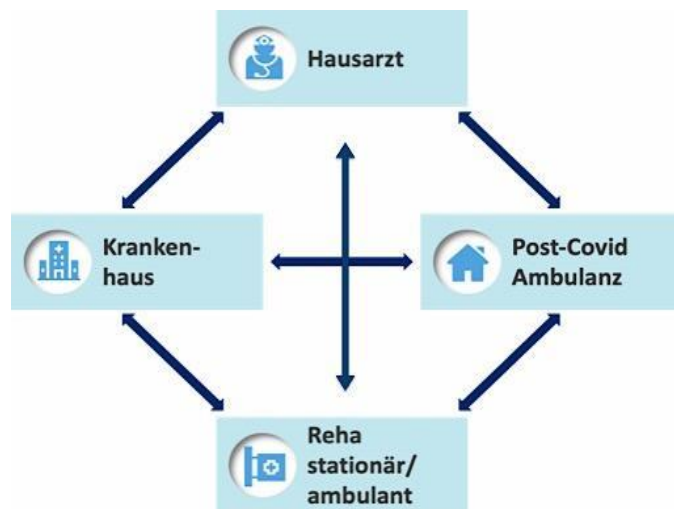 Hausarzt
Kranken-
haus
Post-Covid
Ambulanz
Reha
stationär/
ambulant